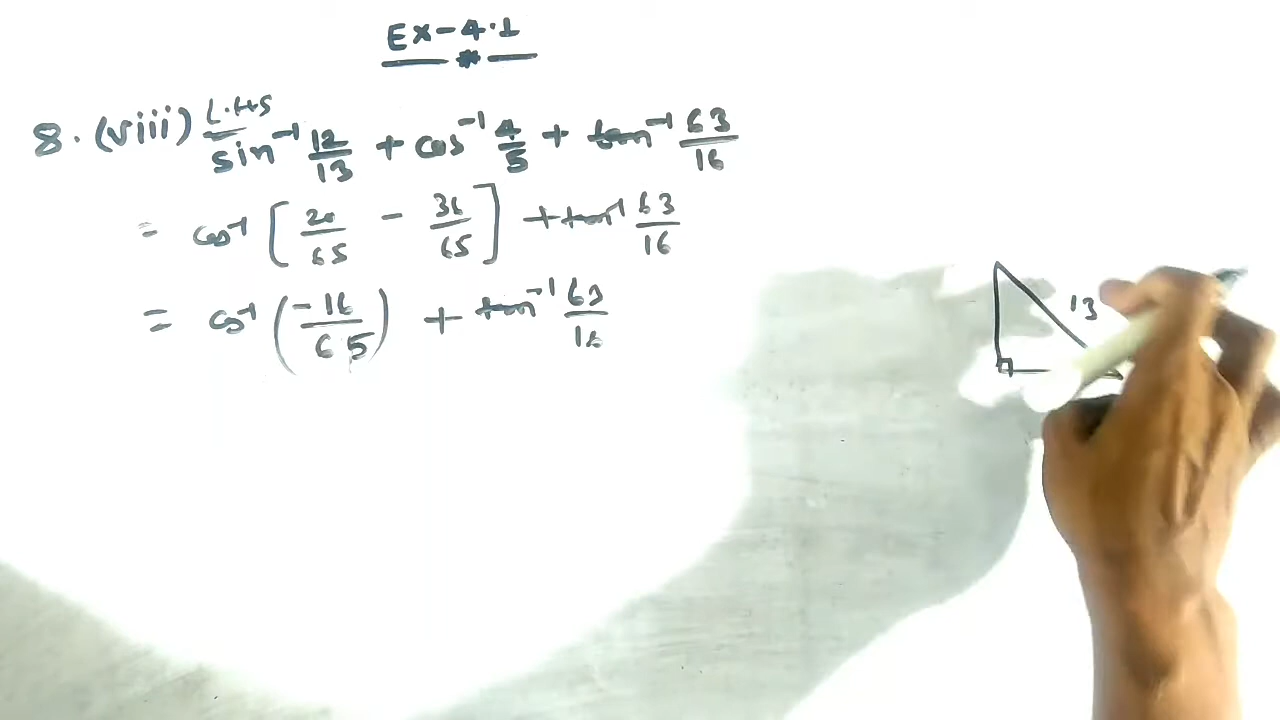 Ex-4.1
8. (viii) L.H.S
sin⁻¹ 12/13 + cos⁻¹ 4/5 + tan⁻¹ 63/16
= cos⁻¹ [20/65 - 36/65] + tan⁻¹ 63/16
= cos⁻¹ (-16/65) + tan⁻¹ 63/16
13